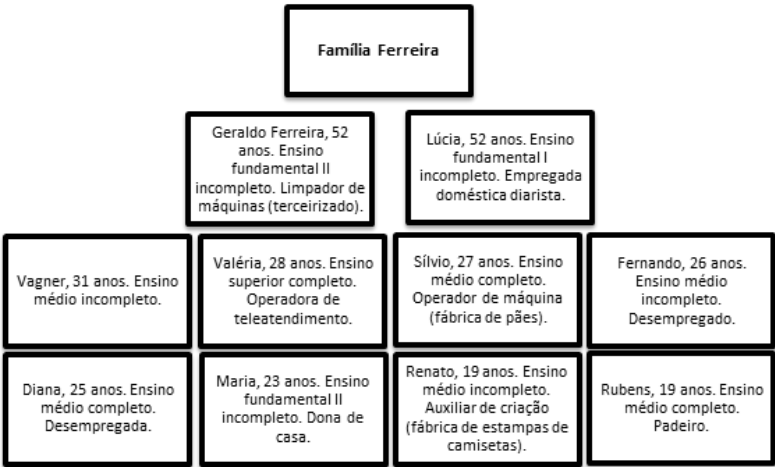 Família Ferreira
Geraldo Ferreira, 52
anos. Ensino
fundamental II
incompleto. Limpador de
máquinas (terceirizado).
Lúcia, 52 anos. Ensino
fundamental I
incompleto. Empregada
doméstica diarista.
Vagner, 31 anos. Ensino
médio incompleto.
Valéria, 28 anos. Ensino
superior completo.
Operadora de
teleatendimento.
Sílvio, 27 anos. Ensino
médio completo.
Operador de máquina
(fábrica de pães).
Fernando, 26 anos.
Ensino médio
incompleto.
Desempregado.
Diana, 25 anos. Ensino
médio completo.
Desempregada.
Maria, 23 anos. Ensino
fundamental II
incompleto. Dona de
casa.
Renato, 19 anos. Ensino
médio incompleto.
Auxiliar de criação
(fábrica de estampas de
camisetas).
Rubens, 19 anos. Ensino
médio completo.
Padeiro.